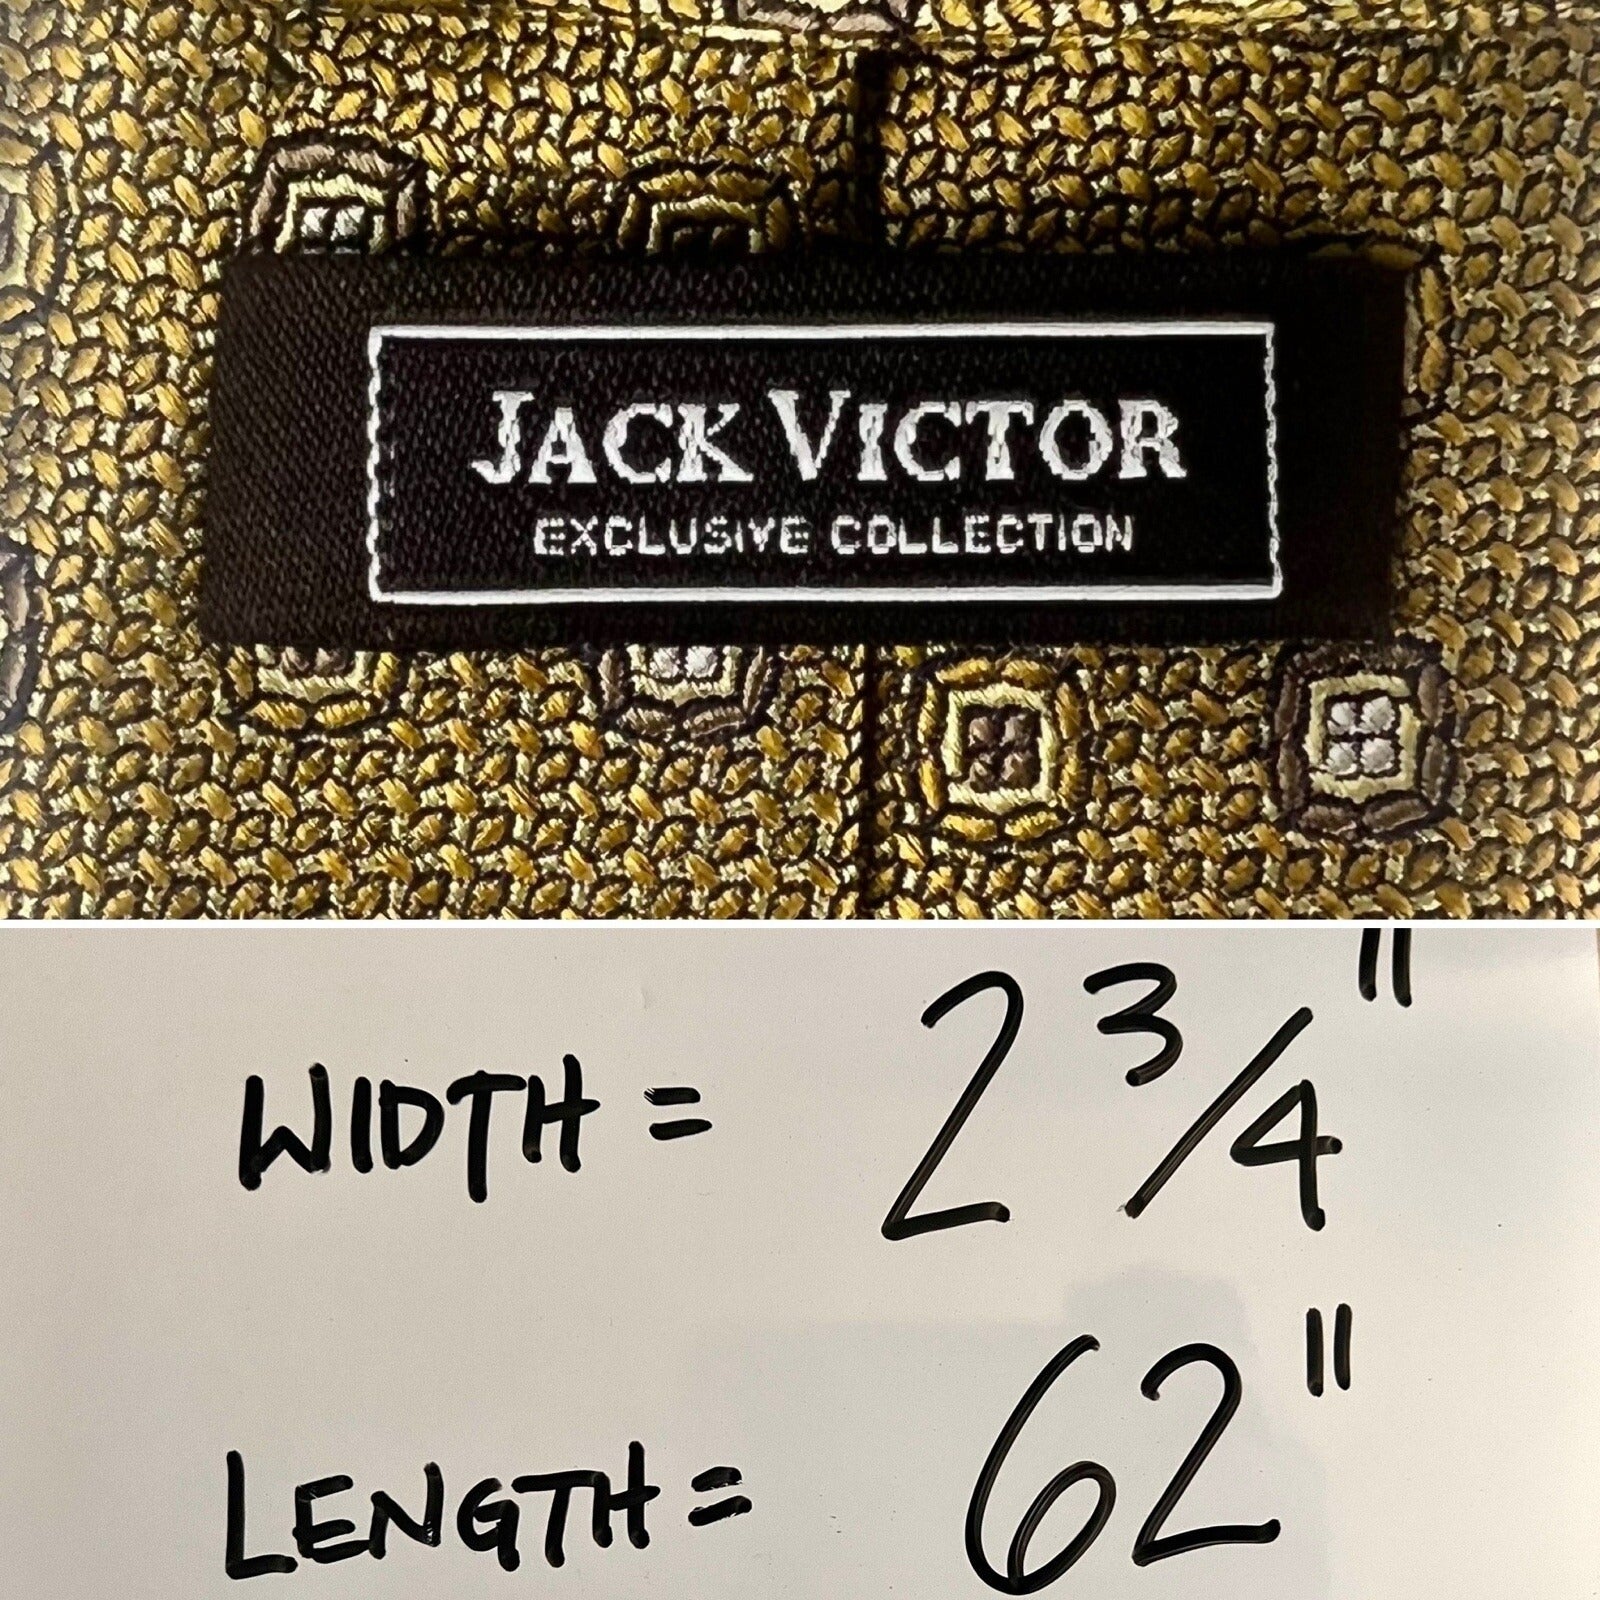 JACK VICTOR
EXCLUSIVE COLLECTION
WIDTH = 2 3/4"
LENGTH = 62"